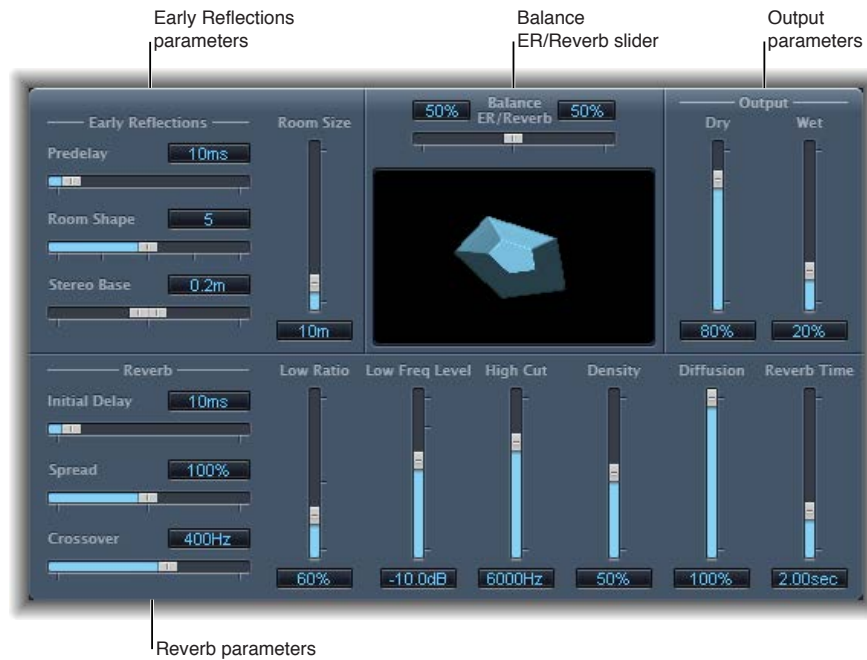 Early Reflections
parameters
Balance
ER/Reverb slider
Output
parameters
Early Reflections
Predelay
10ms
Room Shape
5
Stereo Base
0.2m
Room Size
10m
50%
Balance
ER/Reverb
50%
Output
Dry
Wet
80%
20%
Reverb
Initial Delay
10ms
Spread
100%
Crossover
400Hz
Low Ratio
60%
Low Freq Level
-10.0dB
High Cut
6000Hz
Density
50%
Diffusion
100%
Reverb Time
2.00sec
Reverb parameters